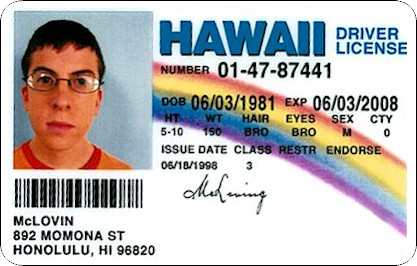 HAWAII DRIVER LICENSE
NUMBER 01-47-87441
DOB 06/03/1981 EXP 06/03/2008
HT WT HAIR EYES SEX CTY
5-10 150 BRO BRO M 0
ISSUE DATE CLASS RESTR ENDORSE
06/18/1998 3
McLoving
McLOVIN
892 MOMONA ST
HONOLULU, HI 96820